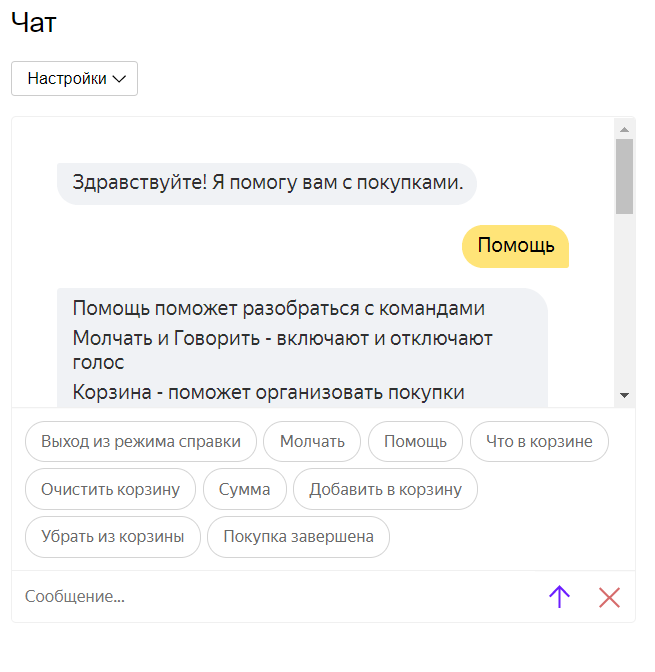 Чат
Настройки
Здравствуйте! Я помогу вам с покупками.
Помощь
Помощь поможет разобраться с командами
Молчать и Говорить - включают и отключают
голос
Корзина - поможет организовать покупки
Выход из режима справки Молчать Помощь Что в корзине
Очистить корзину Сумма Добавить в корзину
Убрать из корзины Покупка завершена
Сообщение...